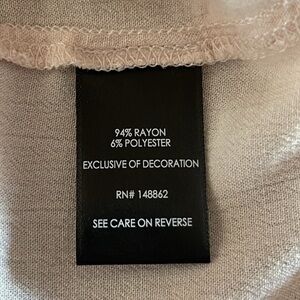 94% RAYON
6% POLYESTER
EXCLUSIVE OF DECORATION
RN# 148862
SEE CARE ON REVERSE